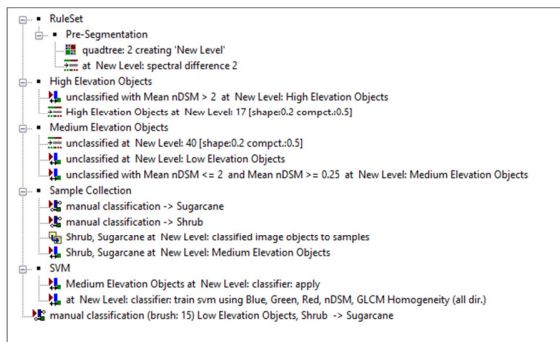 RuleSet
Pre-Segmentation
quadtree: 2 creating 'New Level'
at New Level: spectral difference 2
High Elevation Objects
unclassified with Mean nDSM > 2 at New Level: High Elevation Objects
High Elevation Objects at New Level: 17 [shape:0.2 compct.:0.5]
Medium Elevation Objects
unclassified at New Level: 40 [shape:0.2 compct.:0.5]
unclassified at New Level: Low Elevation Objects
unclassified with Mean nDSM <= 2 and Mean nDSM >= 0.25 at New Level: Medium Elevation Objects
Sample Collection
manual classification -> Sugarcane
manual classification -> Shrub
Shrub, Sugarcane at New Level: classified image objects to samples
Shrub, Sugarcane at New Level: Medium Elevation Objects
SVM
Medium Elevation Objects at New Level: classifier: apply
at New Level: classifier: train svm using Blue, Green, Red, nDSM, GLCM Homogeneity (all dir.)
manual classification (brush: 15) Low Elevation Objects, Shrub -> Sugarcane